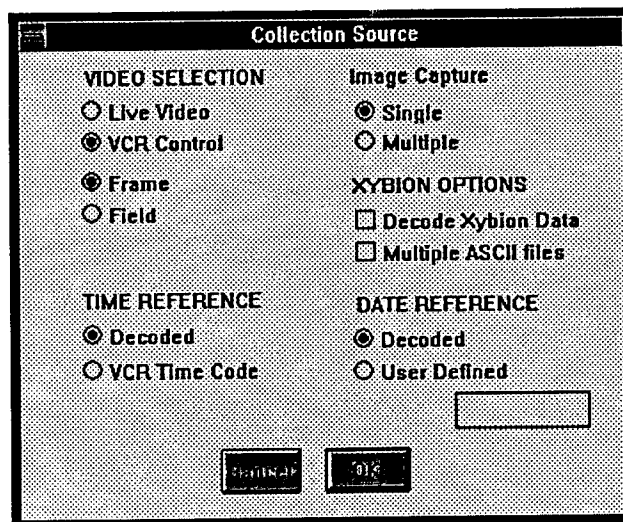 Collection Source
VIDEO SELECTION
Live Video
VCR Control
Frame
Field
Image Capture
Single
Multiple
XYBION OPTIONS
Decode Xybion Data
Multiple ASCII files
TIME REFERENCE
Decoded
VCR Time Code
DATE REFERENCE
Decoded
User Defined
Cancel
OK